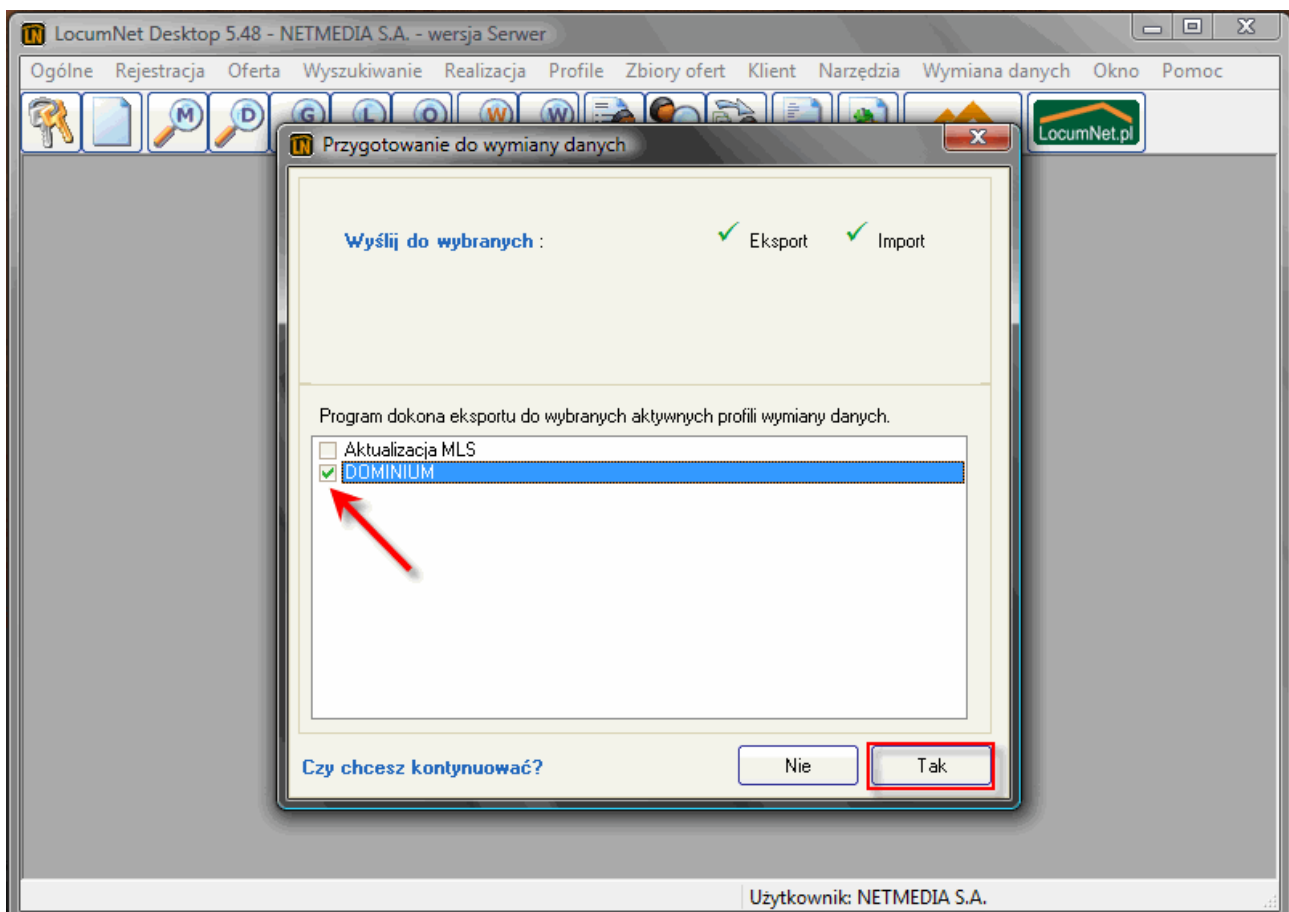 LocumNet Desktop 5.48 - NETMEDIA S.A. - wersja Serwer
Ogólne Rejestracja Oferta Wyszukiwanie Realizacja Profile Zbiory ofert Klient Narzędzia Wymiana danych Okno Pomoc
M D G L O W W LocumNet.pl
Przygotowanie do wymiany danych
Wyślij do wybranych : Eksport Import
Program dokona eksportu do wybranych aktywnych profili wymiany danych.
Aktualizacja MLS
DOMINIUM
Czy chcesz kontynuować? Nie Tak
Użytkownik: NETMEDIA S.A.